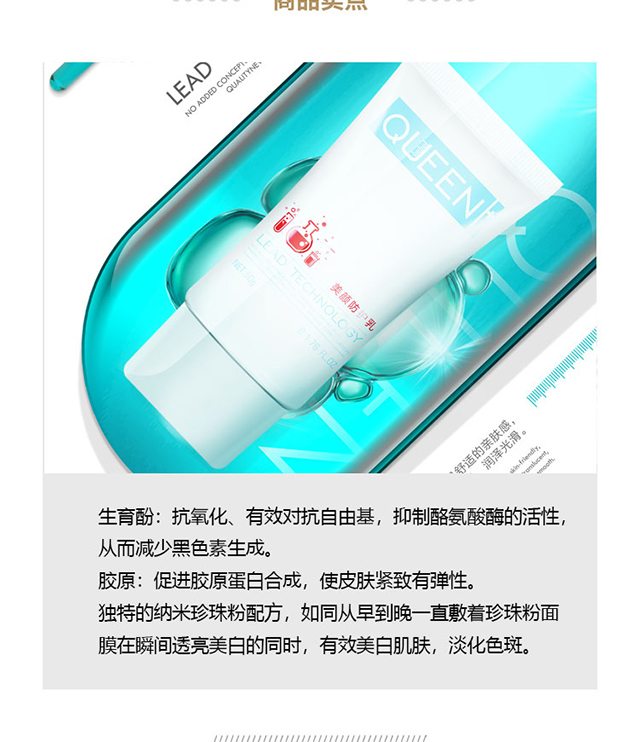 商品卖点
LEAD
NO ADDED CONCEPT
QUALITYNE
QUEEN
LEAD TECHNOLOGY
美颜防
乳
舒适的亲肤感，
润泽光滑。
skin-friendly,
translucent,
smooth,
生育酚：抗氧化、有效对抗自由基，抑制酪氨酸酶的活性，
从而减少黑色素生成。
胶原：促进胶原蛋白合成，使皮肤紧致有弹性。
独特的纳米珍珠粉配方，如同从早到晚一直敷着珍珠粉面
膜在瞬间透亮美白的同时，有效美白肌肤，淡化色斑。